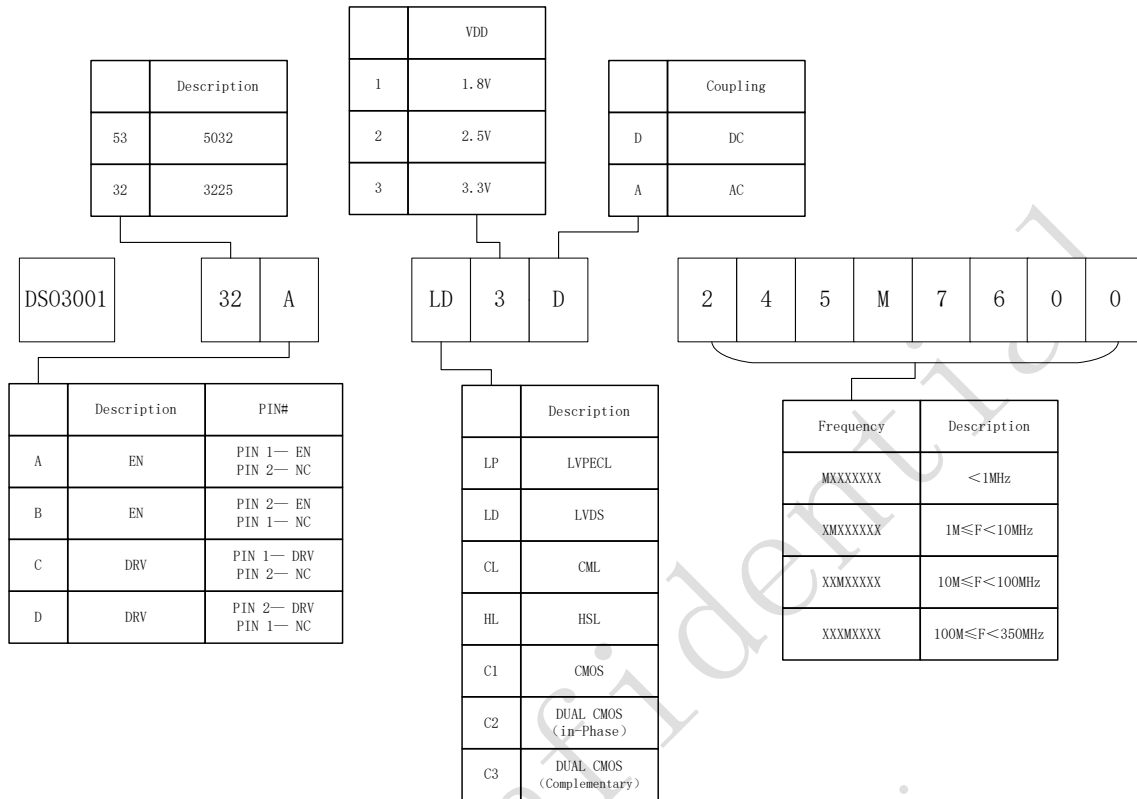 VDD
1 1.8V
2 2.5V
3 3.3V
Description
53 5032
32 3225
Coupling
D DC
A AC
DSO3001 32 A LD 3 D 2 4 5 M 7 6 0 0
Description PIN#
A EN PIN 1— EN
PIN 2— NC
B EN PIN 2— EN
PIN 1— NC
C DRV PIN 1— DRV
PIN 2— NC
D DRV PIN 2— DRV
PIN 1— NC
Description
LP LVPECL
LD LVDS
CL CML
HL HSL
C1 CMOS
C2 DUAL CMOS
(in-Phase)
C3 DUAL CMOS
(Complementary)
Frequency Description
MXXXXXXX <1MHz
XMXXXXXX 1M≤F<10MHz
XXMXXXXX 10M≤F<100MHz
XXXMXXXX 100M≤F<350MHz
fidential